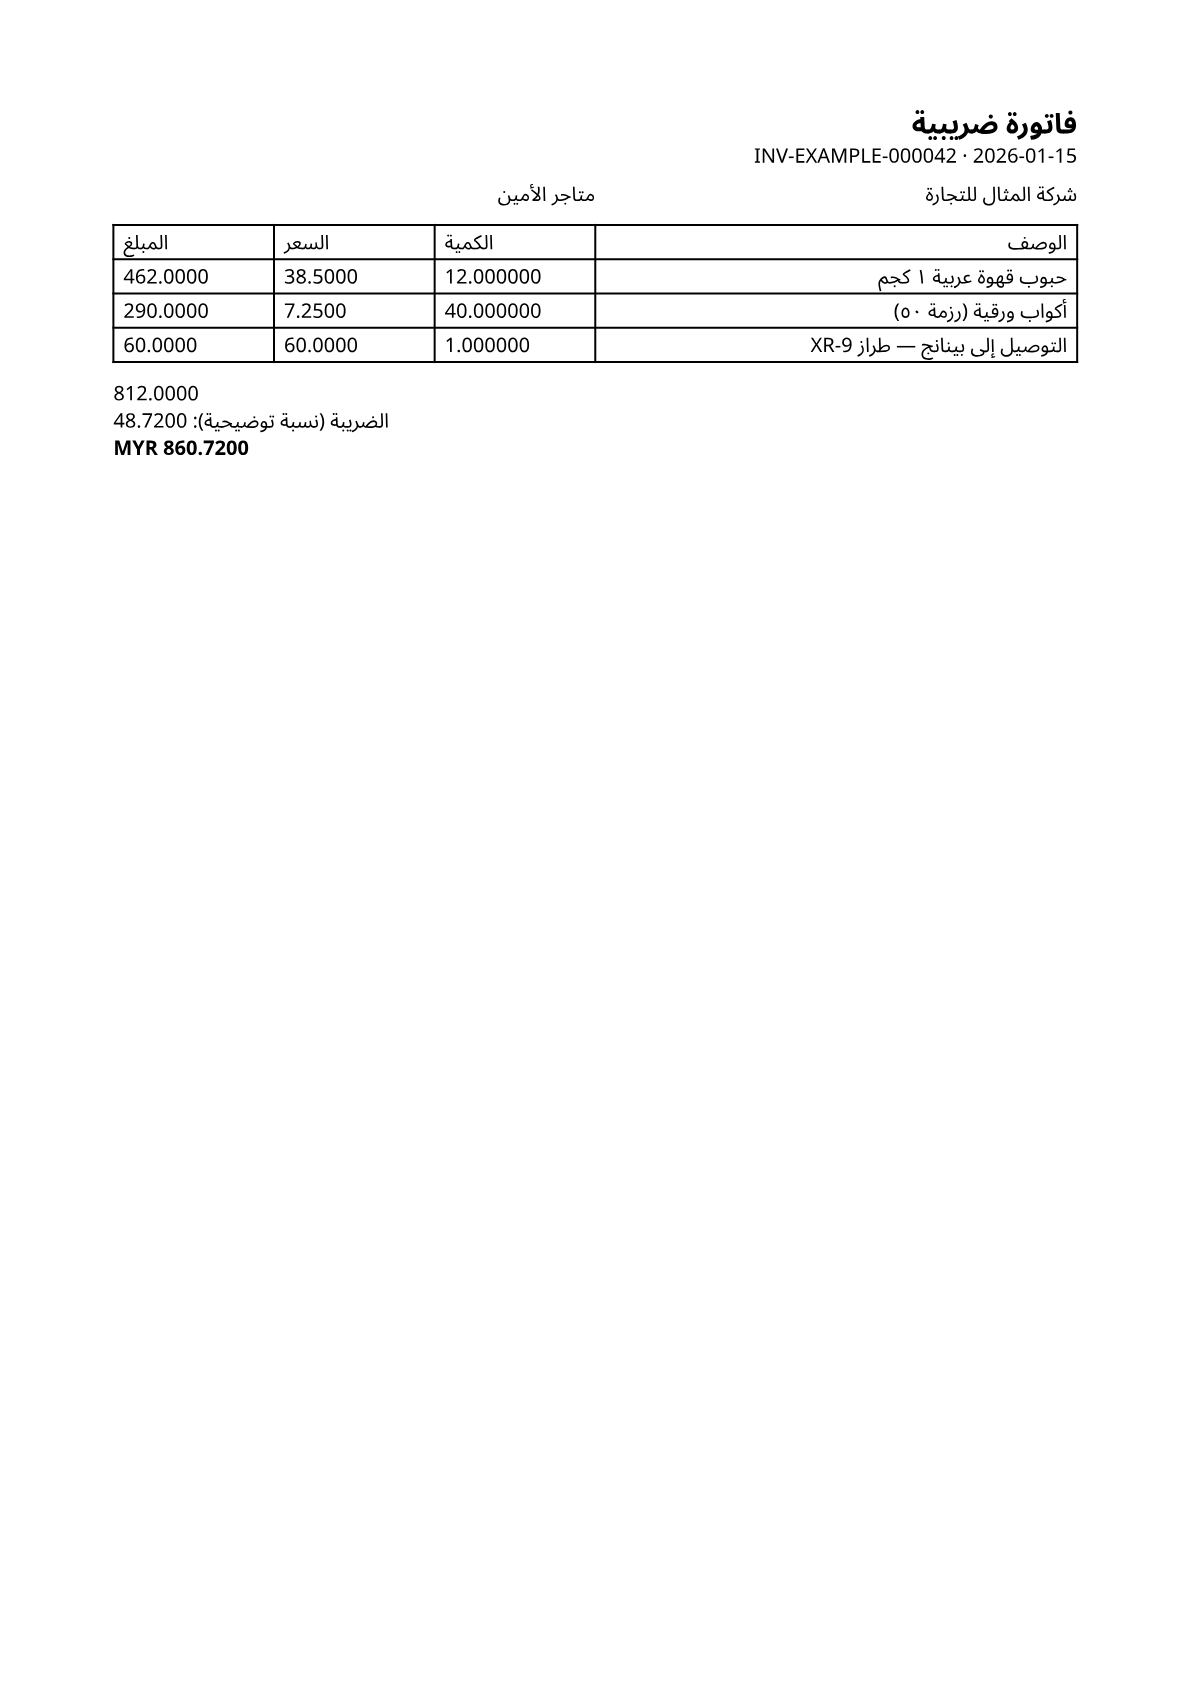 فاتورة ضريبية
INV-EXAMPLE-000042 · 2026-01-15
شركة المثال للتجارة متاجر الأمين
الوصف الكمية السعر المبلغ
حبوب قهوة عربية ١ كجم 12.000000 38.5000 462.0000
أكواب ورقية (رزمة ٥٠) 40.000000 7.2500 290.0000
التوصيل إلى بينانج — طراز XR-9 1.000000 60.0000 60.0000
812.0000
الضريبة (نسبة توضيحية): 48.7200
MYR 860.7200